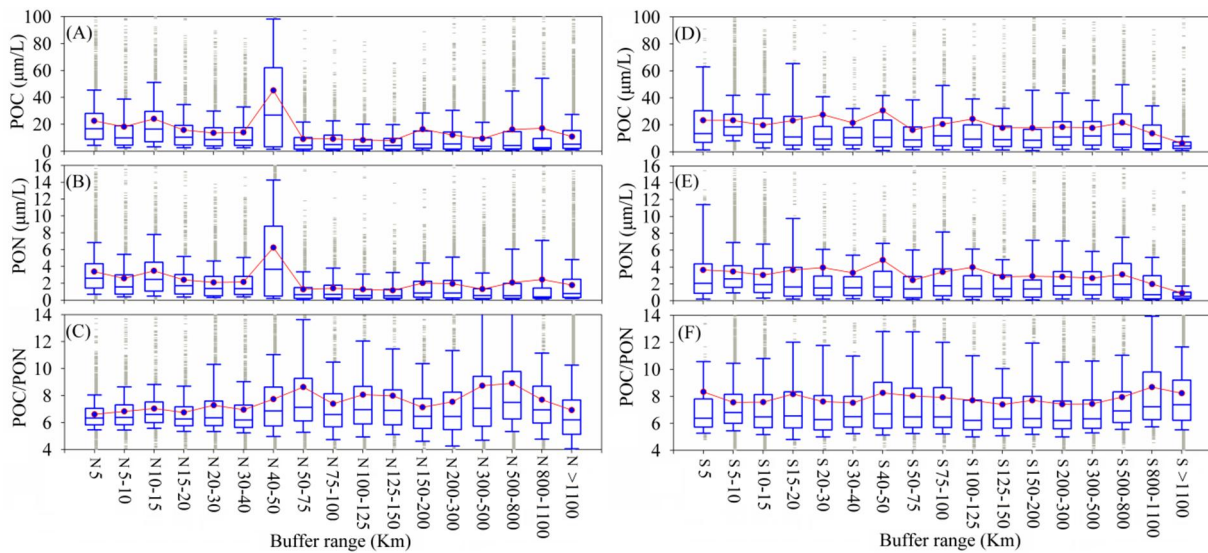 (A)
POC (μm/L)
100
80
60
40
20
0
(B)
PON (μm/L)
16
14
12
10
8
6
4
2
0
(C)
POC/PON
14
12
10
8
6
4
N 5
N 5-10
N 10-15
N 15-20
N 20-30
N 30-40
N 40-50
N 50-75
N 75-100
N 100-125
N 125-150
N 150-200
N 200-300
N 300-500
N 500-800
N 800-1100
N >1100
Buffer range (Km)
(D)
POC (μm/L)
100
80
60
40
20
0
(E)
PON (μm/L)
16
14
12
10
8
6
4
2
0
(F)
POC/PON
14
12
10
8
6
4
S 5
S 5-10
S 10-15
S 15-20
S 20-30
S 30-40
S 40-50
S 50-75
S 75-100
S 100-125
S 125-150
S 150-200
S 200-300
S 300-500
S 500-800
S 800-1100
S >1100
Buffer range (Km)